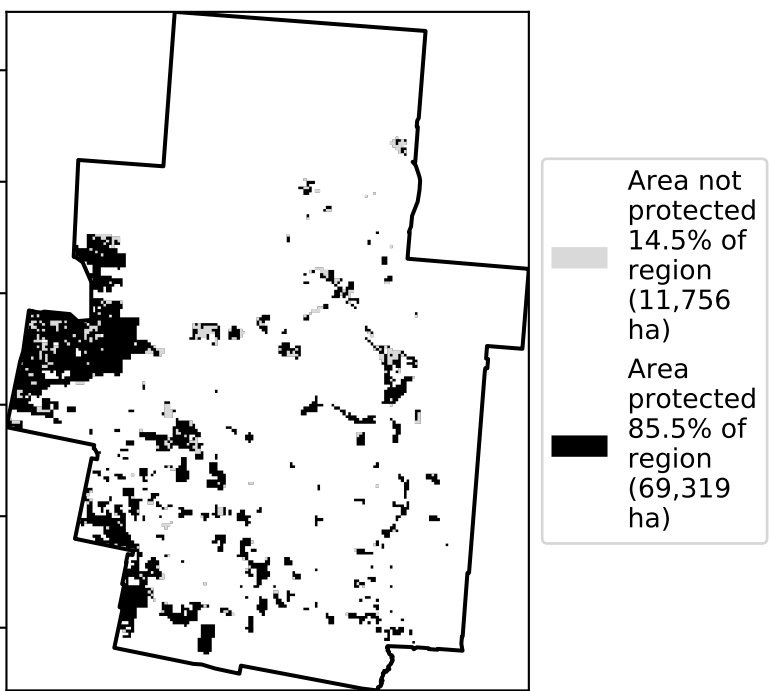 Area not
protected
14.5% of
region
(11,756
ha)
Area
protected
85.5% of
region
(69,319
ha)